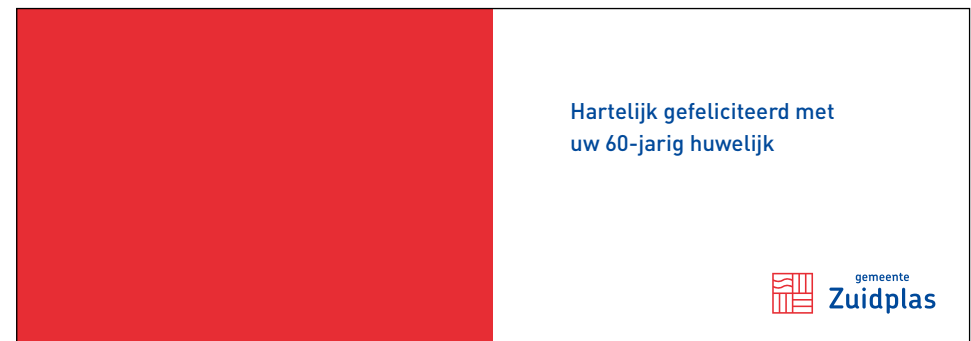 Hartelijk gefeliciteerd met
uw 60-jarig huwelijk
gemeente
Zuidplas